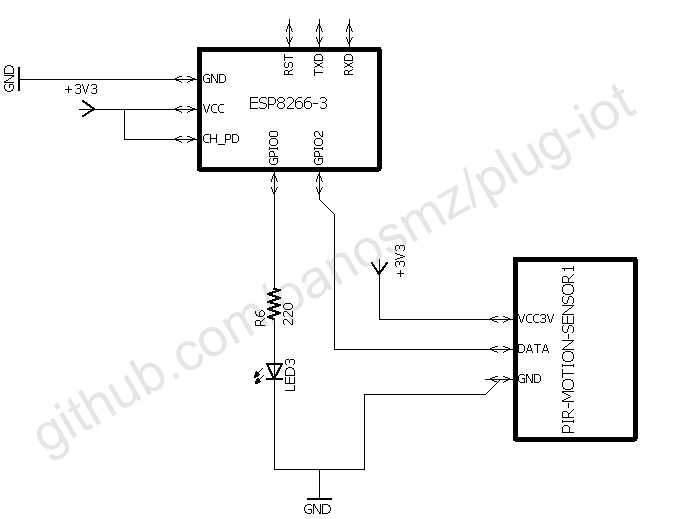 RST
TXD
RXD
GND
GND
+3V3
ESP8266-3
VCC
CH_PD
GPIO0
GPIO2
+3V3
R6
220
LED3
VCC3V
DATA
GND
PIR-MOTION-SENSOR1
GND
github.com/panosmz/plug-iot